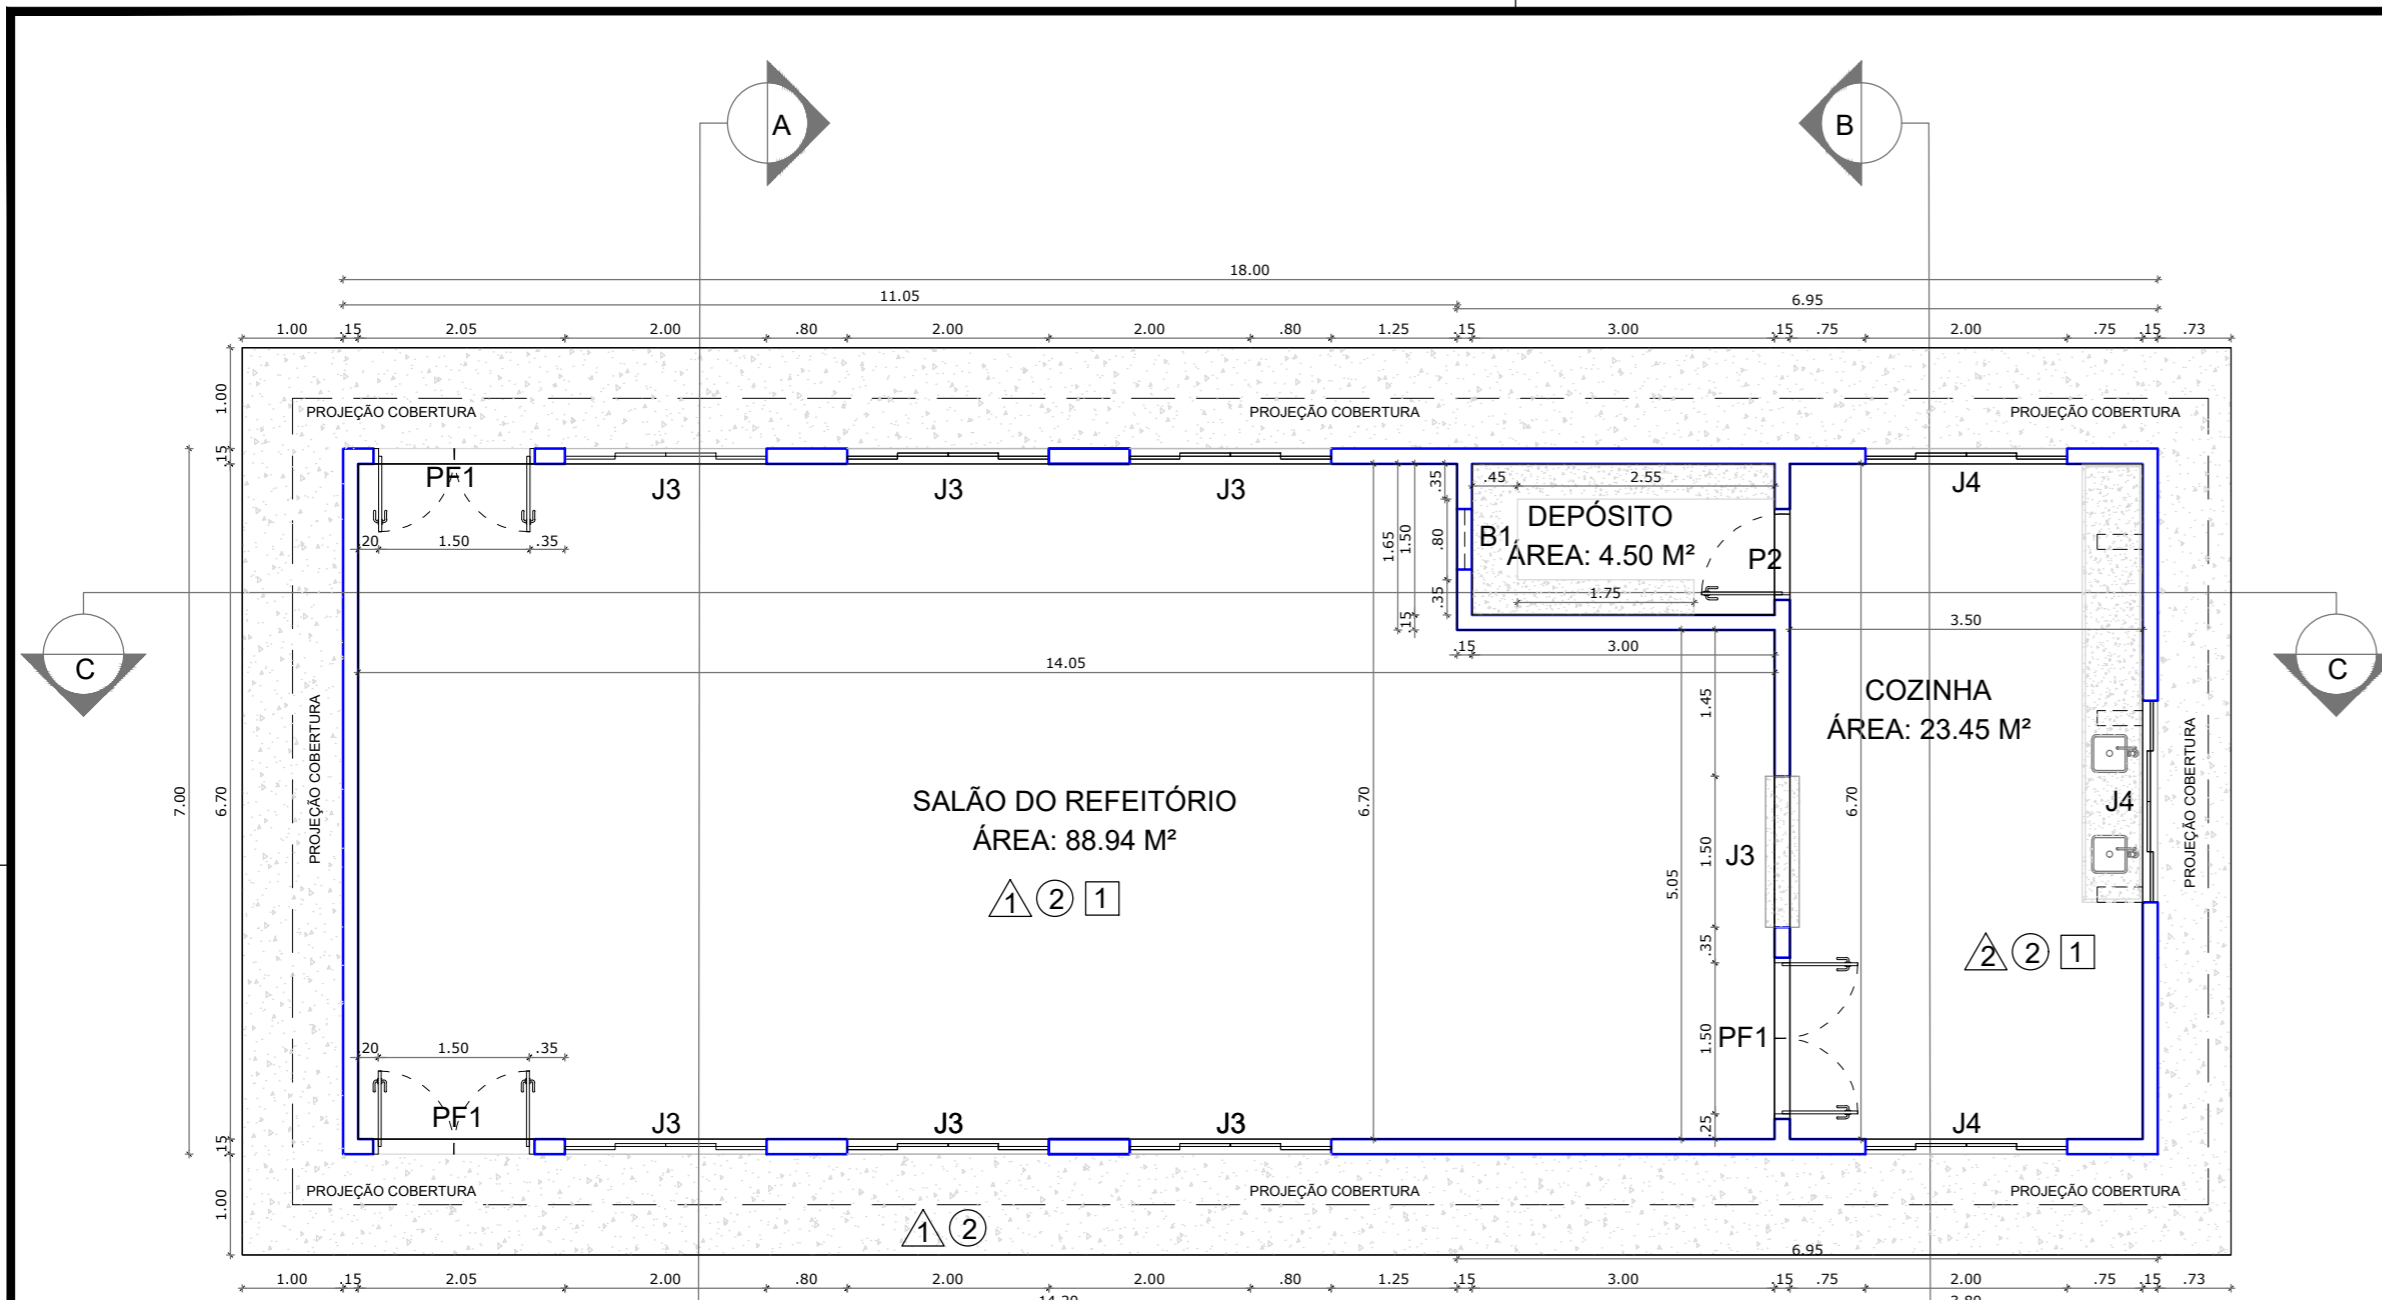 A
B
18.00
11.05
6.95
1.00 .15 2.05 2.00 .80 2.00 2.00 .80 1.25 .15 3.00 .15 .75 2.00 .75 .15 .73
1.00
PROJEÇÃO COBERTURA
PROJEÇÃO COBERTURA
PROJEÇÃO COBERTURA
.15
PF1
J3
J3
J3
J4
.35
.45
2.55
DEPÓSITO
ÁREA: 4.50 M²
B1
P2
.20 1.50 .35
1.65
1.50
.80
.35
1.75
.15
3.50
.15
3.00
C
C
14.05
COZINHA
ÁREA: 23.45 M²
1.45
PROJEÇÃO COBERTURA
PROJEÇÃO COBERTURA
7.00
6.70
SALÃO DO REFEITÓRIO
ÁREA: 88.94 M²
6.70
6.70
J4
1.50
J3
5.05
1 2 1
.35
2 2 1
1.50
PF1
.20 1.50 .35
PF1
J3
J3
J3
.25
J4
.15
1.00
PROJEÇÃO COBERTURA
PROJEÇÃO COBERTURA
PROJEÇÃO COBERTURA
1 2
6.95
1.00 .15 2.05 2.00 .80 2.00 2.00 .80 1.25 .15 3.00 .15 .75 2.00 .75 .15 .73